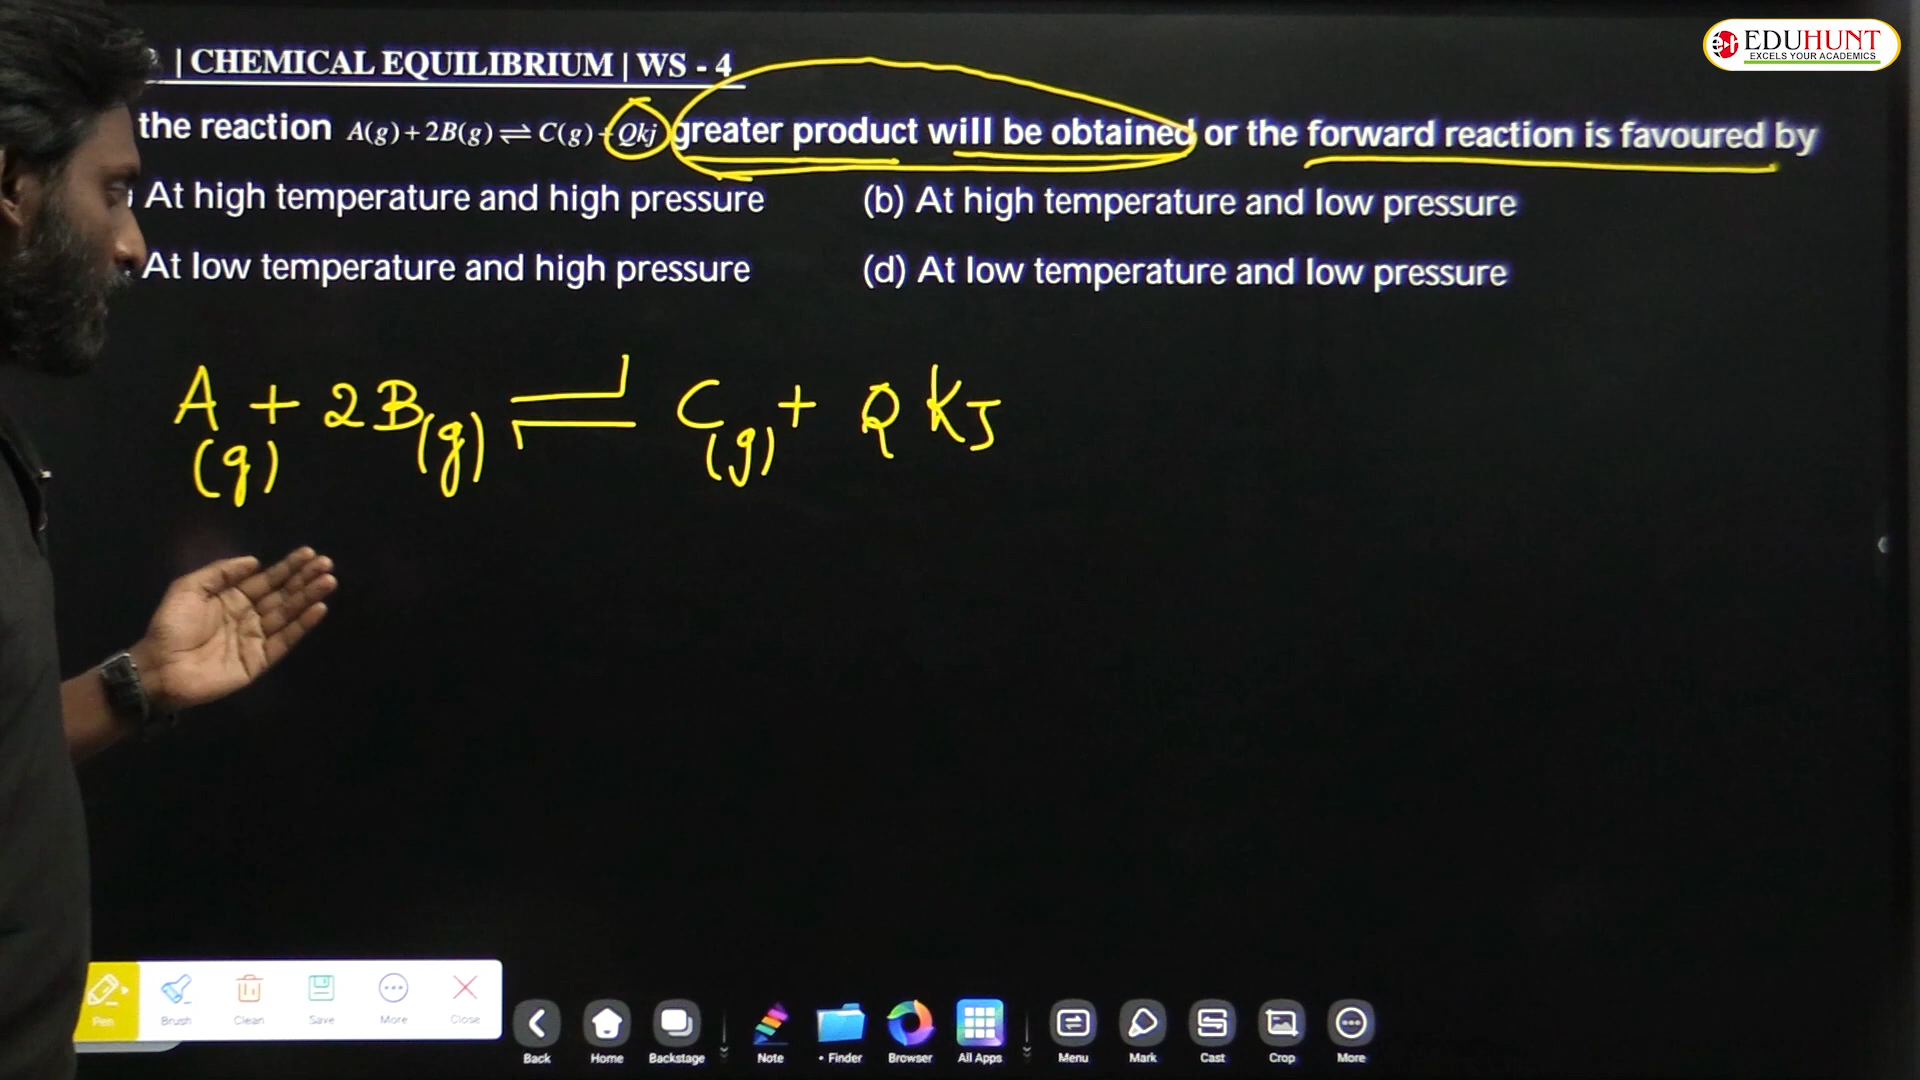 EDUHUNT
EXCELS YOUR ACADEMICS
| CHEMICAL EQUILIBRIUM | WS - 4
the reaction A(g) + 2B(g) ⇌ C(g) + Qkj greater product will be obtained or the forward reaction is favoured by
At high temperature and high pressure (b) At high temperature and low pressure
At low temperature and high pressure (d) At low temperature and low pressure
A(g) + 2B(g) ⇌ C(g) + Q KJ
Pen Brush Clean Save More Close
Back Home Backstage Note • Finder Browser All Apps Menu Mark Cast Crop More